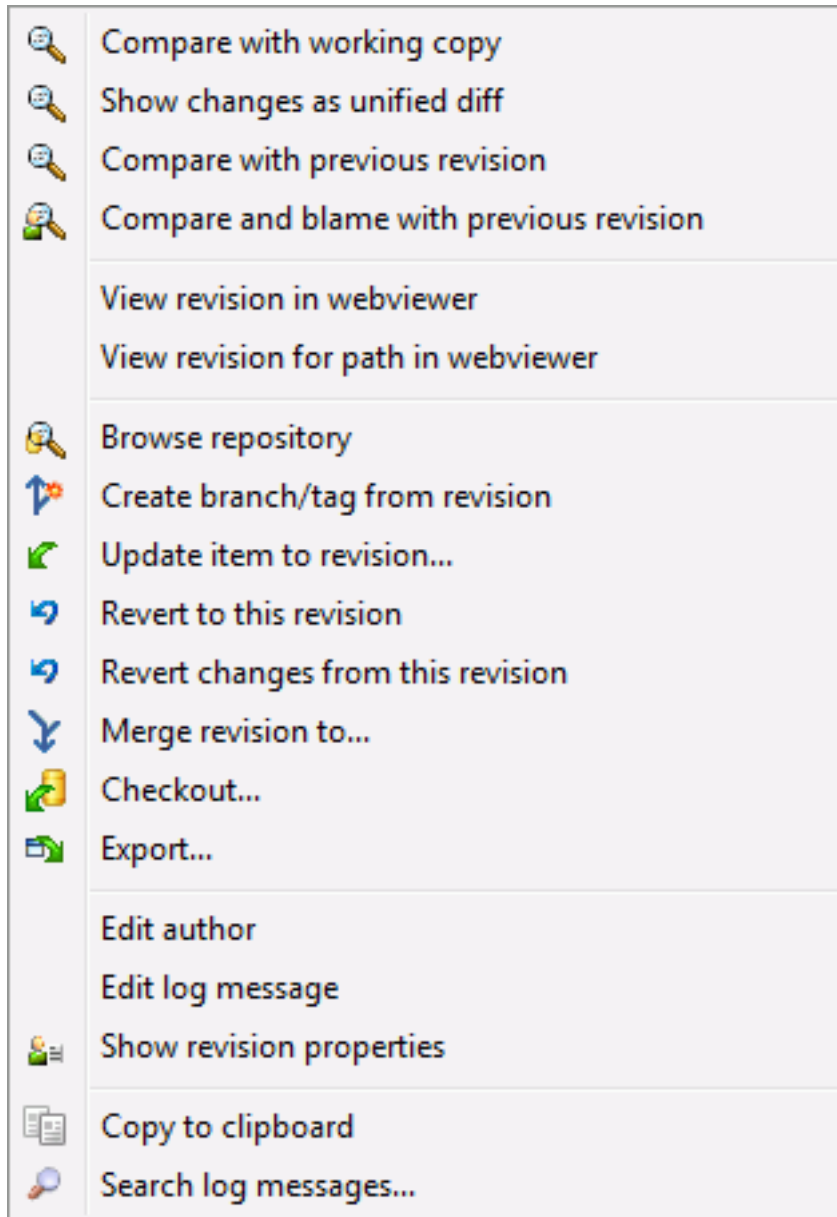 Compare with working copy
Show changes as unified diff
Compare with previous revision
Compare and blame with previous revision
View revision in webviewer
View revision for path in webviewer
Browse repository
Create branch/tag from revision
Update item to revision...
Revert to this revision
Revert changes from this revision
Merge revision to...
Checkout...
Export...
Edit author
Edit log message
Show revision properties
Copy to clipboard
Search log messages...